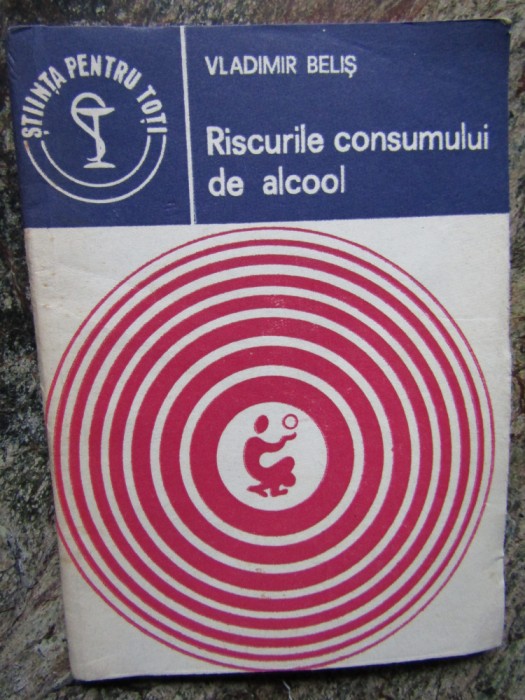 ȘTIINȚA PENTRU TOȚI
VLADIMIR BELIȘ
Riscurile consumului
de alcool